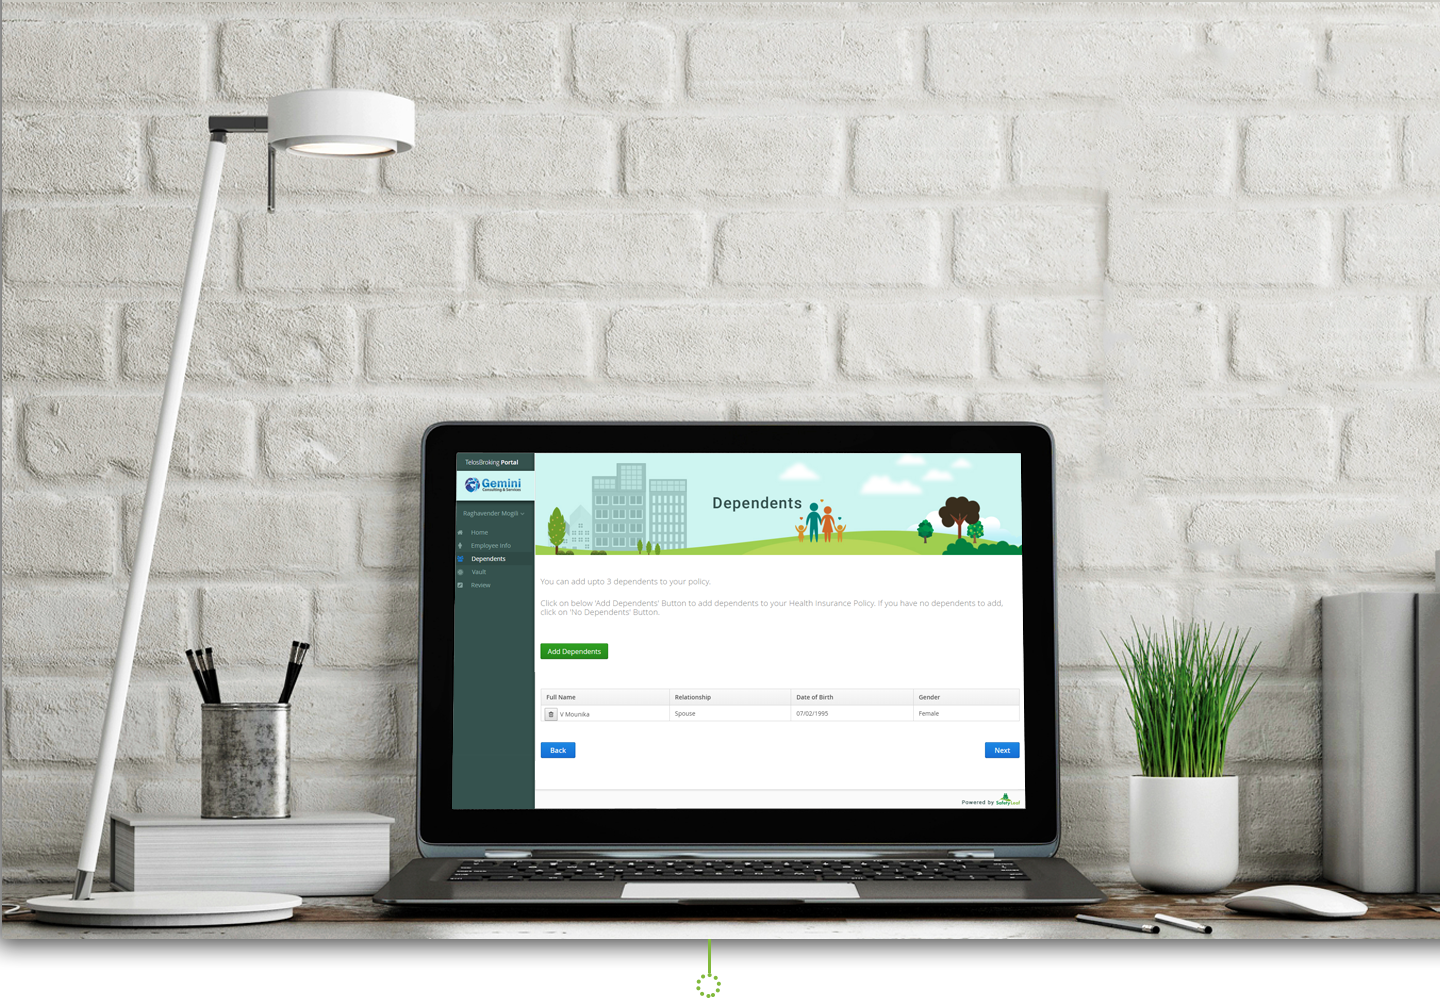 TelosBroking Portal
Gemini
Consulting & Services
Raghavender Mogili
Home
Employee Info
Dependents
Vault
Review
Dependents
You can add upto 3 dependents to your policy.
Click on below 'Add Dependents' Button to add dependents to your Health Insurance Policy. If you have no dependents to add,
click on 'No Dependents' Button.
Add Dependents
Full Name Relationship Date of Birth Gender
V Mounika Spouse 07/02/1995 Female
Back Next
Powered by SafetyLeaf